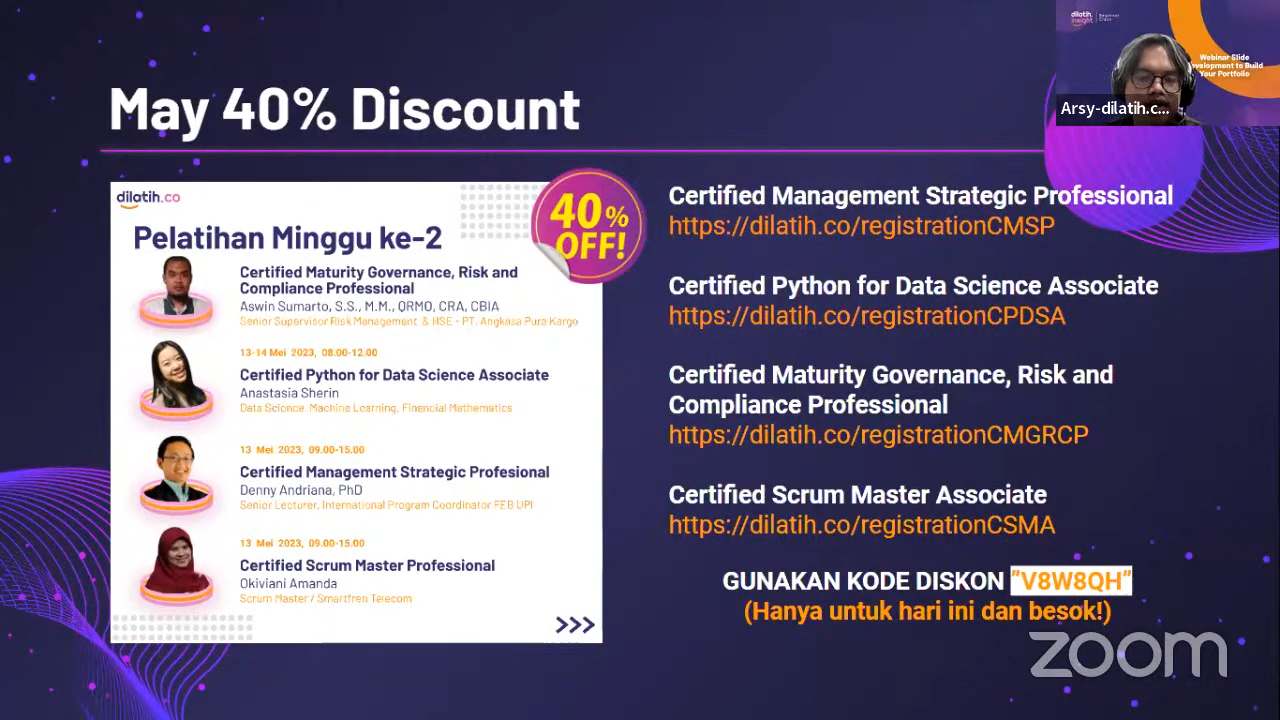 dilatih.
insight
Beginner
Class
Webinar Slide
velopment to Build
Your Portfolio
Arsy-dilatih.c...
May 40% Discount
dilatih.co
40%
OFF!
Pelatihan Minggu ke-2
Certified Maturity Governance, Risk and
Compliance Professional
Aswin Sumarto, S.S., M.M., QRMO, CRA, CBIA
Senior Supervisor Risk Management & HSE - PT. Angkasa Pura Kargo
13-14 Mei 2023, 08.00-12.00
Certified Python for Data Science Associate
Anastasia Sherin
Data Science, Machine Learning, Financial Mathematics
13 Mei 2023, 09.00-15.00
Certified Management Strategic Profesional
Denny Andriana, PhD
Senior Lecturer, International Program Coordinator FEB UPI
13 Mei 2023, 09.00-15.00
Certified Scrum Master Professional
Okiviani Amanda
Scrum Master / Smartfren Telecom
>>>
Certified Management Strategic Professional
https://dilatih.co/registrationCMSP
Certified Python for Data Science Associate
https://dilatih.co/registrationCPDSA
Certified Maturity Governance, Risk and
Compliance Professional
https://dilatih.co/registrationCMGRCP
Certified Scrum Master Associate
https://dilatih.co/registrationCSMA
GUNAKAN KODE DISKON "V8W8QH"
(Hanya untuk hari ini dan besok!)
zoom